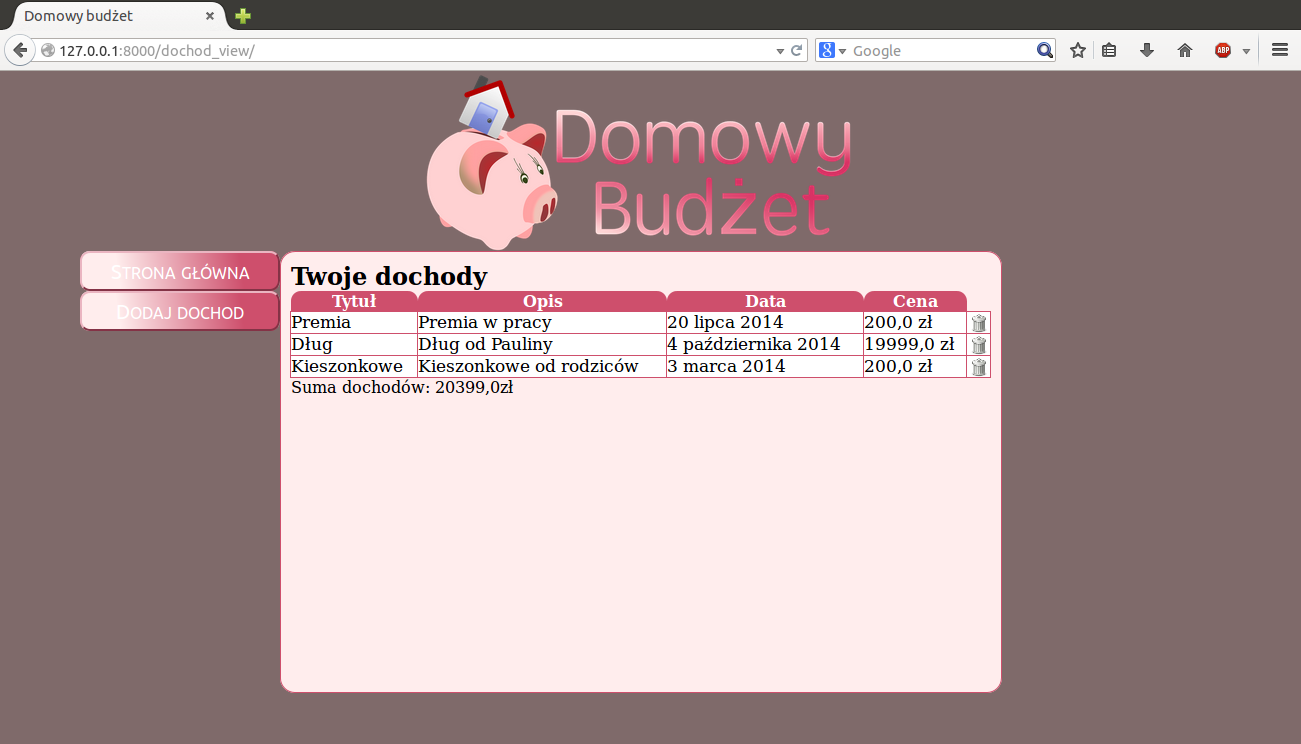 Domowy budżet
127.0.0.1:8000/dochod_view/
Google
ABP
Domowy
Budżet
STRONA GŁÓWNA
DODAJ DOCHOD
Twoje dochody
Tytuł Opis Data Cena
Premia Premia w pracy 20 lipca 2014 200,0 zł
Dług Dług od Pauliny 4 października 2014 19999,0 zł
Kieszonkowe Kieszonkowe od rodziców 3 marca 2014 200,0 zł
Suma dochodów: 20399,0zł